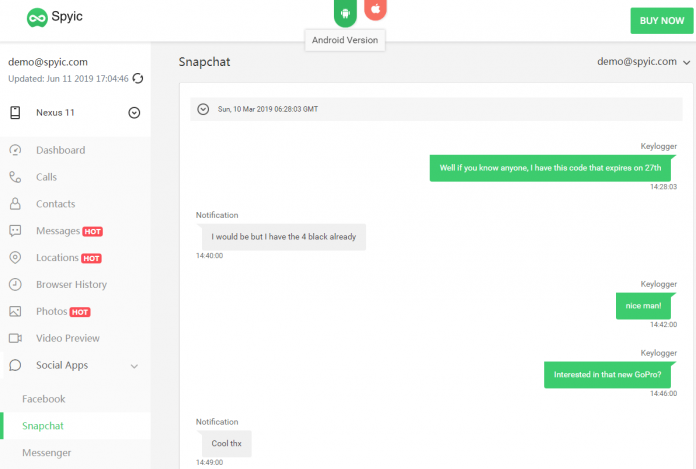 Spyic
Android Version
BUY NOW
demo@spyic.com
Updated: Jun 11 2019 17:04:46
Nexus 11
Dashboard
Calls
Contacts
Messages HOT
Locations HOT
Browser History
Photos HOT
Video Preview
Social Apps
Facebook
Snapchat
Messenger
Snapchat
demo@spyic.com
Sun, 10 Mar 2019 06:28:03 GMT
Keylogger
Well if you know anyone, I have this code that expires on 27th
14:28:03
Notification
I would be but I have the 4 black already
14:40:00
Keylogger
nice man!
14:42:00
Keylogger
Interested in that new GoPro?
14:46:00
Notification
Cool thx
14:49:00